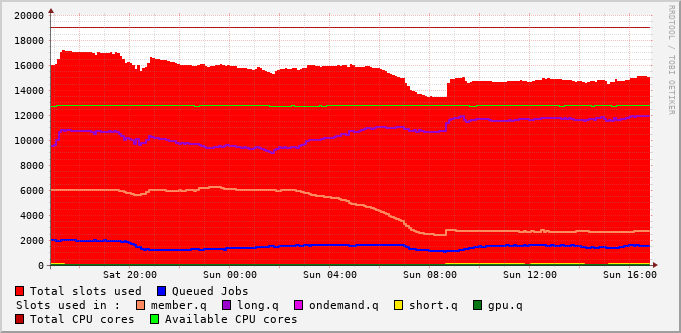 20000
18000
16000
14000
12000
10000
8000
6000
4000
2000
0
Sat 20:00 Sun 00:00 Sun 04:00 Sun 08:00 Sun 12:00 Sun 16:00
Total slots used Queued Jobs
Slots used in : member.q long.q ondemand.q short.q gpu.q
Total CPU cores Available CPU cores
RRDTOOL / TOBI OETIKER